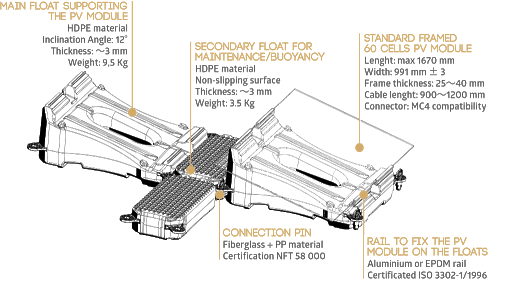 MAIN FLOAT SUPPORTING
THE PV MODULE
HDPE material
Inclination Angle: 12°
Thickness: ~3 mm
Weight: 9,5 Kg
SECONDARY FLOAT FOR
MAINTENANCE/BUOYANCY
HDPE material
Non-slipping surface
Thickness: ~3 mm
Weight: 3.5 Kg
STANDARD FRAMED
60 CELLS PV MODULE
Lenght: max 1670 mm
Width: 991 mm ± 3
Frame thickness: 25~40 mm
Cable lenght: 900~1200 mm
Connector: MC4 compatibility
CONNECTION PIN
Fiberglass + PP material
Certification NFT 58 000
RAIL TO FIX THE PV
MODULE ON THE FLOATS
Aluminium or EPDM rail
Certificated ISO 3302-1/1996